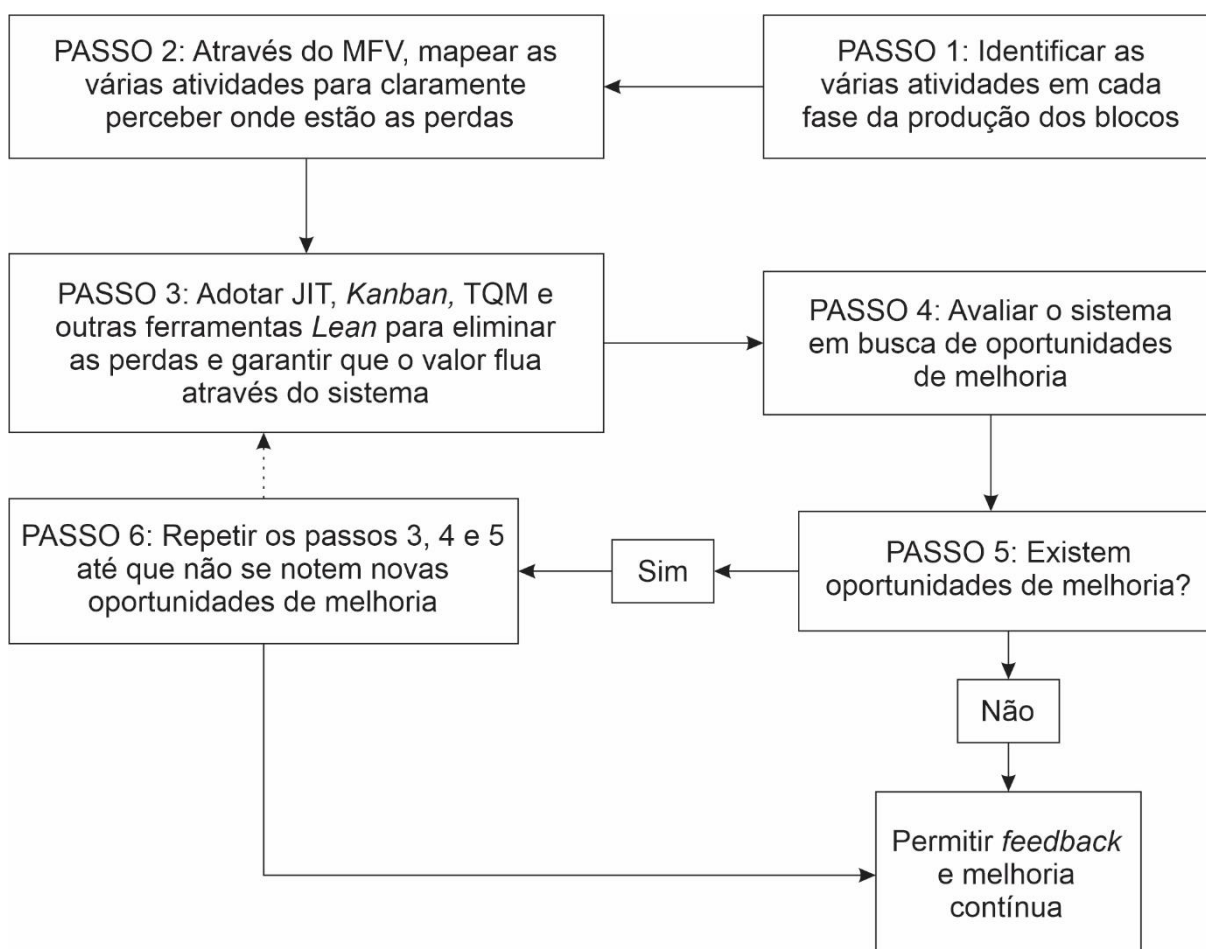 PASSO 1: Identificar as
várias atividades em cada
fase da produção dos blocos
PASSO 2: Através do MFV, mapear as
várias atividades para claramente
perceber onde estão as perdas
PASSO 3: Adotar JIT, Kanban, TQM e
outras ferramentas Lean para eliminar
as perdas e garantir que o valor flua
através do sistema
PASSO 4: Avaliar o sistema
em busca de oportunidades
de melhoria
PASSO 5: Existem
oportunidades de melhoria?
Sim
PASSO 6: Repetir os passos 3, 4 e 5
até que não se notem novas
oportunidades de melhoria
Não
Permitir feedback
e melhoria
contínua